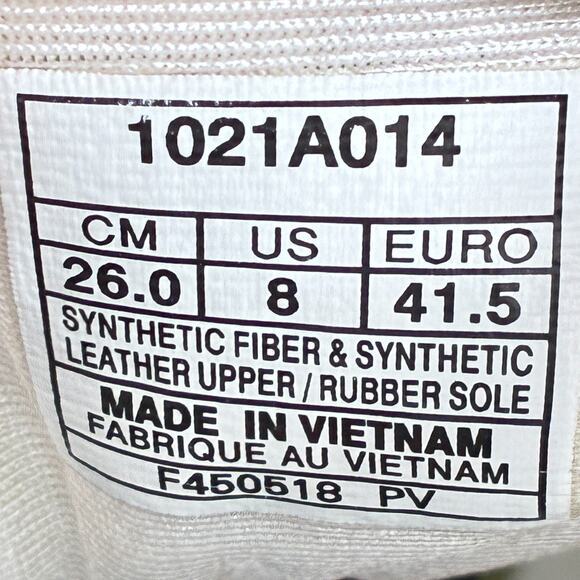 1021A014
CM US EURO
26.0 8 41.5
SYNTHETIC FIBER & SYNTHETIC
LEATHER UPPER / RUBBER SOLE
MADE IN VIETNAM
FABRIQUE AU VIETNAM
F450518 PV